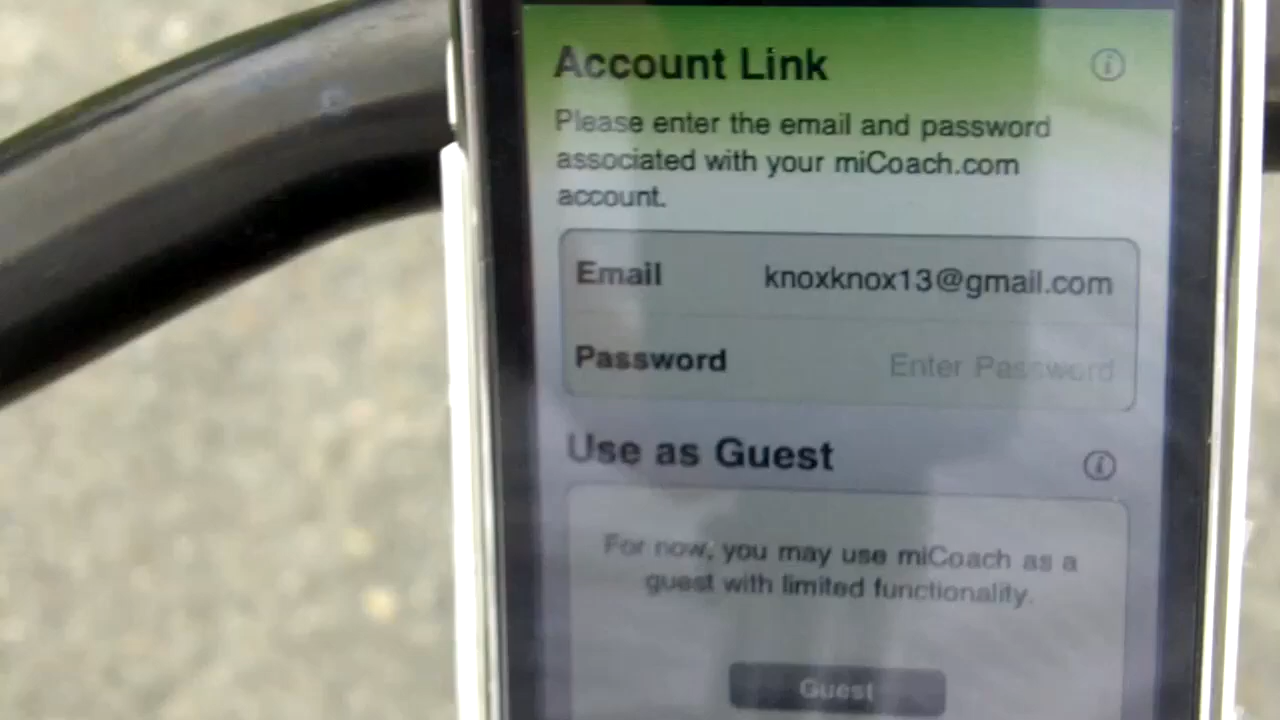 Account Link
Please enter the email and password
associated with your miCoach.com
account.
Email knoxknox13@gmail.com
Password Enter Password
Use as Guest
For now, you may use miCoach as a
guest with limited functionality.
Guest